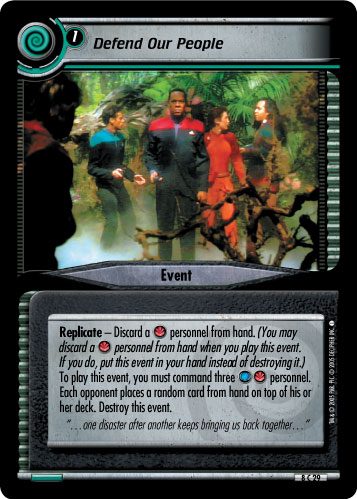 1
Defend Our People
Event
Replicate – Discard a personnel from hand. (You may
discard a personnel from hand when you play this event.
If you do, put this event in your hand instead of destroying it.)
To play this event, you must command three personnel.
Each opponent places a random card from hand on top of his or
her deck. Destroy this event.
"…one disaster after another keeps bringing us back together…"
8 C 29